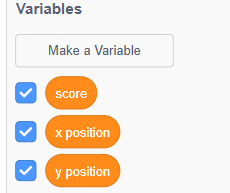 Variables
Make a Variable
score
x position
y position